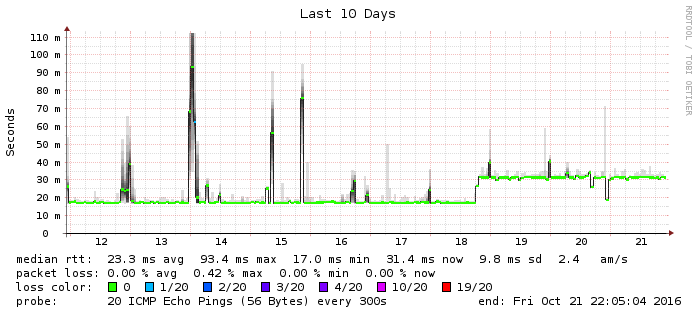 Last 10 Days
RRDTOOL / TOBI OETIKER
Seconds
110 m
100 m
90 m
80 m
70 m
60 m
50 m
40 m
30 m
20 m
10 m
0
12 13 14 15 16 17 18 19 20 21
median rtt: 23.3 ms avg 93.4 ms max 17.0 ms min 31.4 ms now 9.8 ms sd 2.4 am/s
packet loss: 0.00 % avg 0.42 % max 0.00 % min 0.00 % now
loss color: 0 1/20 2/20 3/20 4/20 10/20 19/20
probe: 20 ICMP Echo Pings (56 Bytes) every 300s end: Fri Oct 21 22:05:04 2016